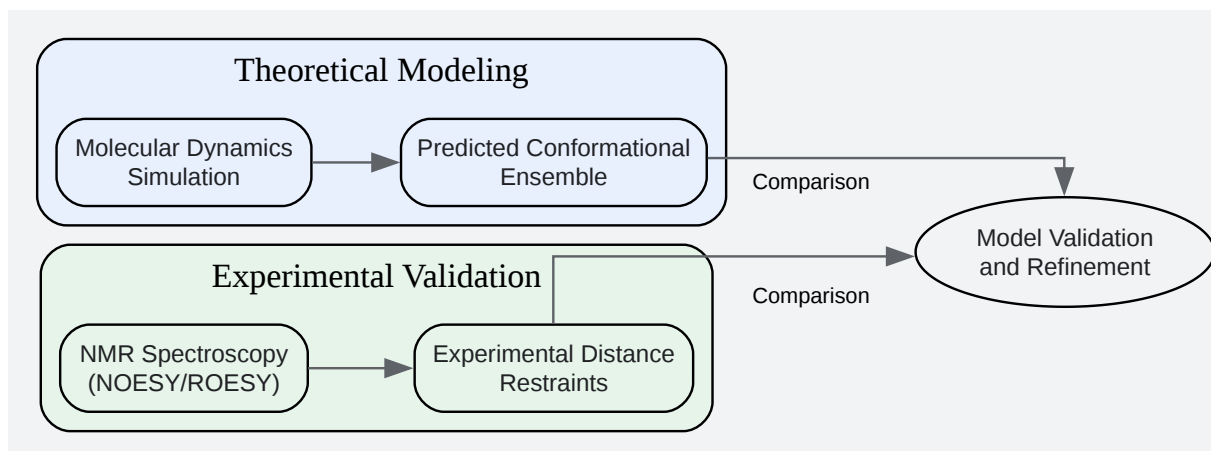 Theoretical Modeling
Molecular Dynamics
Simulation
Predicted Conformational
Ensemble
Comparison
Model Validation
and Refinement
Experimental Validation
Comparison
NMR Spectroscopy
(NOESY/ROESY)
Experimental Distance
Restraints